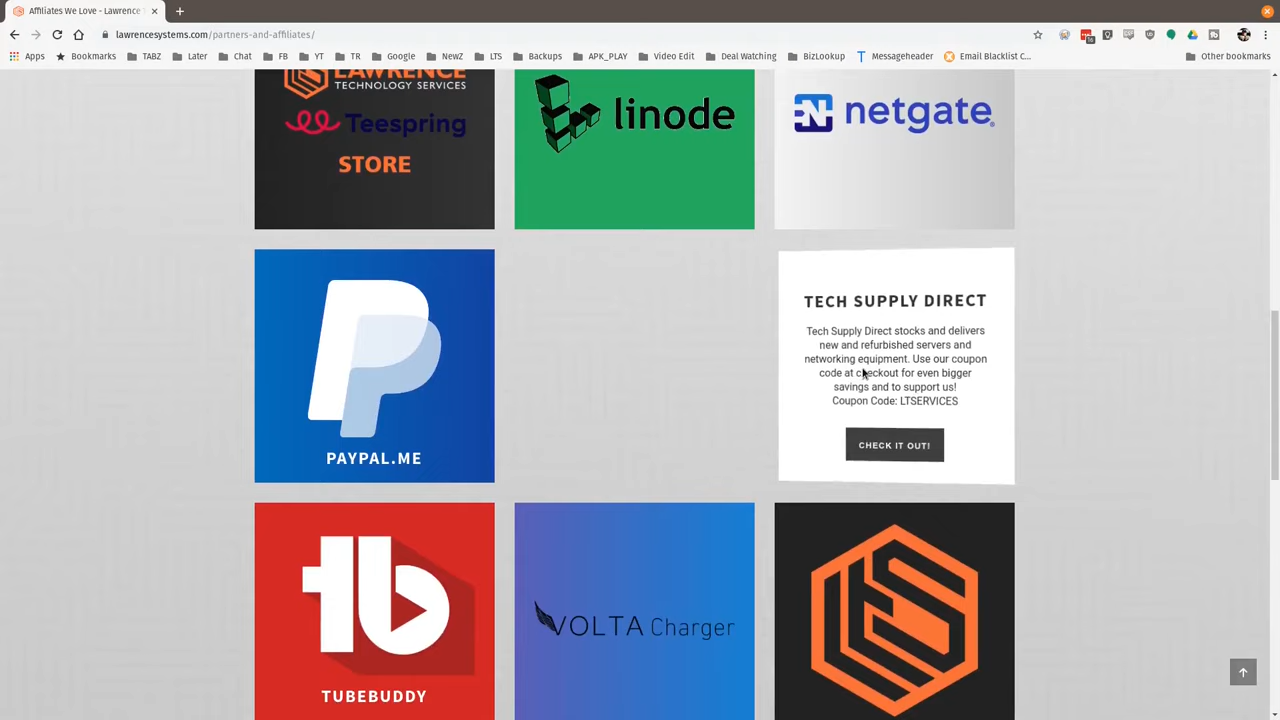 Affiliates We Love - Lawrence T
lawrencesystems.com/partners-and-affiliates/
Apps Bookmarks TABZ Later Chat FB YT TR Google NewZ LTS Backups APK_PLAY Video Edit Deal Watching BizLookup Messageheader Email Blacklist C... Other bookmarks
LAWRENCE
TECHNOLOGY SERVICES
Teespring
STORE
linode
netgate
PAYPAL.ME
TECH SUPPLY DIRECT
Tech Supply Direct stocks and delivers
new and refurbished servers and
networking equipment. Use our coupon
code at checkout for even bigger
savings and to support us!
Coupon Code: LTSERVICES
CHECK IT OUT!
tb
TUBEBUDDY
VOLTA Charger